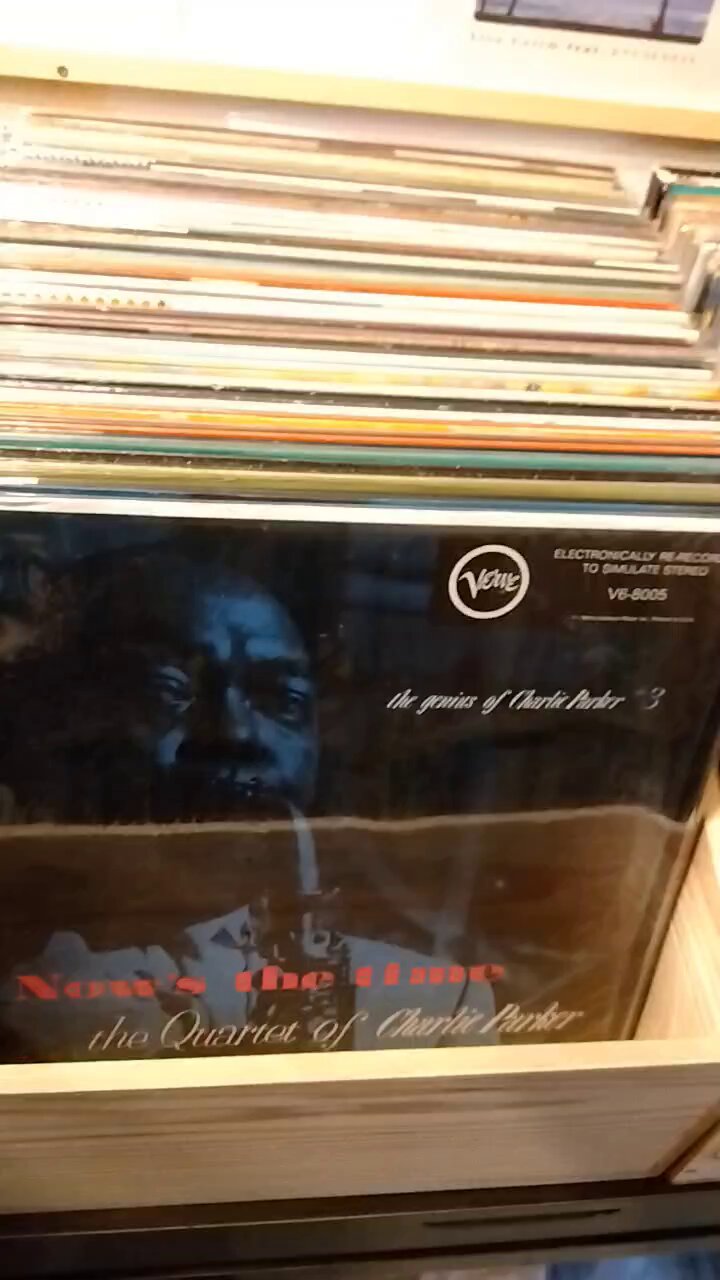 Verve
ELECTRONICALLY RE-RECOR
TO SIMULATE STEREO
V6-8005
the genius of Charlie Parker #3
Now's the time
the Quartet of Charlie Parker